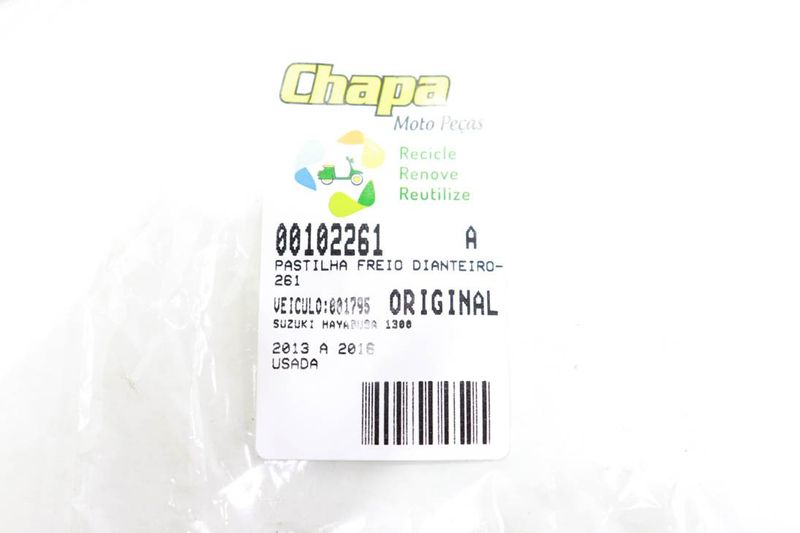 Chapa
Moto Peças
Recicle
Renove
Reutilize
00102261 A
PASTILHA FREIO DIANTEIRO-
261
VEICULO:001795 ORIGINAL
SUZUKI HAYABUSA 1300
2013 A 2016
USADA